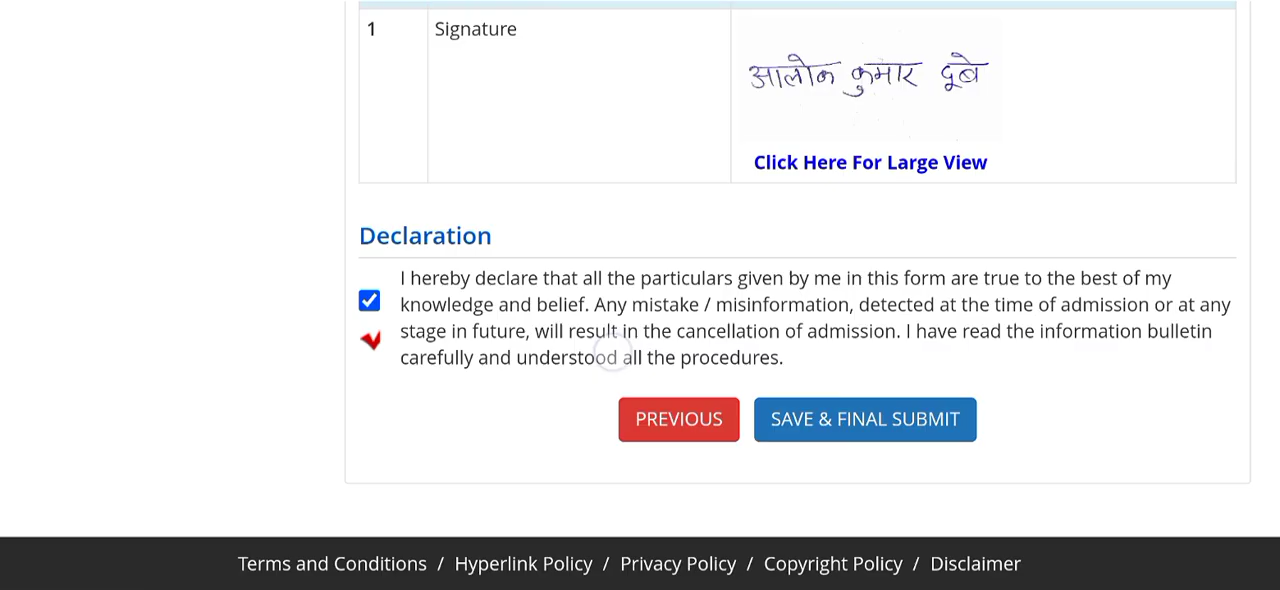 1 Signature
आलोक कुमार दूबे
Click Here For Large View
Declaration
I hereby declare that all the particulars given by me in this form are true to the best of my
knowledge and belief. Any mistake / misinformation, detected at the time of admission or at any
stage in future, will result in the cancellation of admission. I have read the information bulletin
carefully and understood all the procedures.
PREVIOUS SAVE & FINAL SUBMIT
Terms and Conditions / Hyperlink Policy / Privacy Policy / Copyright Policy / Disclaimer